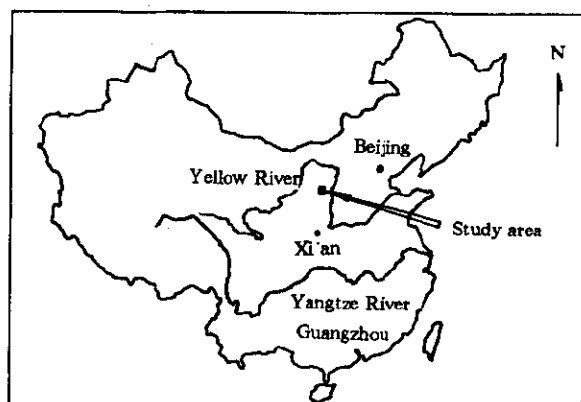 N
Beijing
Yellow River
Study area
Xi'an
Yangtze River
Guangzhou